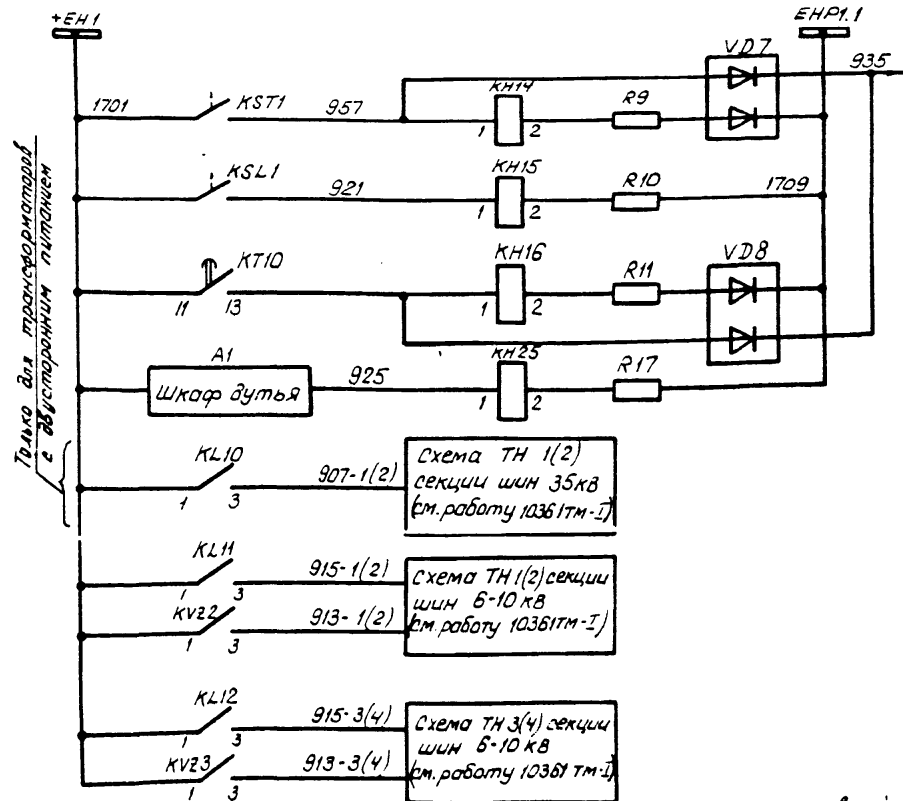 +EH1
EHP1.1
VD7
935
1701
KST1
957
KH14
1
2
R9
KSL1
921
KH15
1
2
R10
1709
KT10
11
13
KH16
1
2
R11
VD8
A1
Шкаф дутья
925
KH25
1
2
R17
Только для трансформаторов
с двусторонним питанием
KL10
1
3
907-1(2)
Схема ТН 1(2)
секции шин 35кв
(см. работу 10361тм-I)
KL11
1
3
915-1(2)
KVZ2
1
3
913-1(2)
Схема ТН 1(2) секции
шин 6-10 кв
(см. работу 10361тм-I)
KL12
1
3
915-3(4)
KVZ3
1
3
913-3(4)
Схема ТН 3(4) секции
шин 6-10 кв
(см. работу 10361 тм-I)